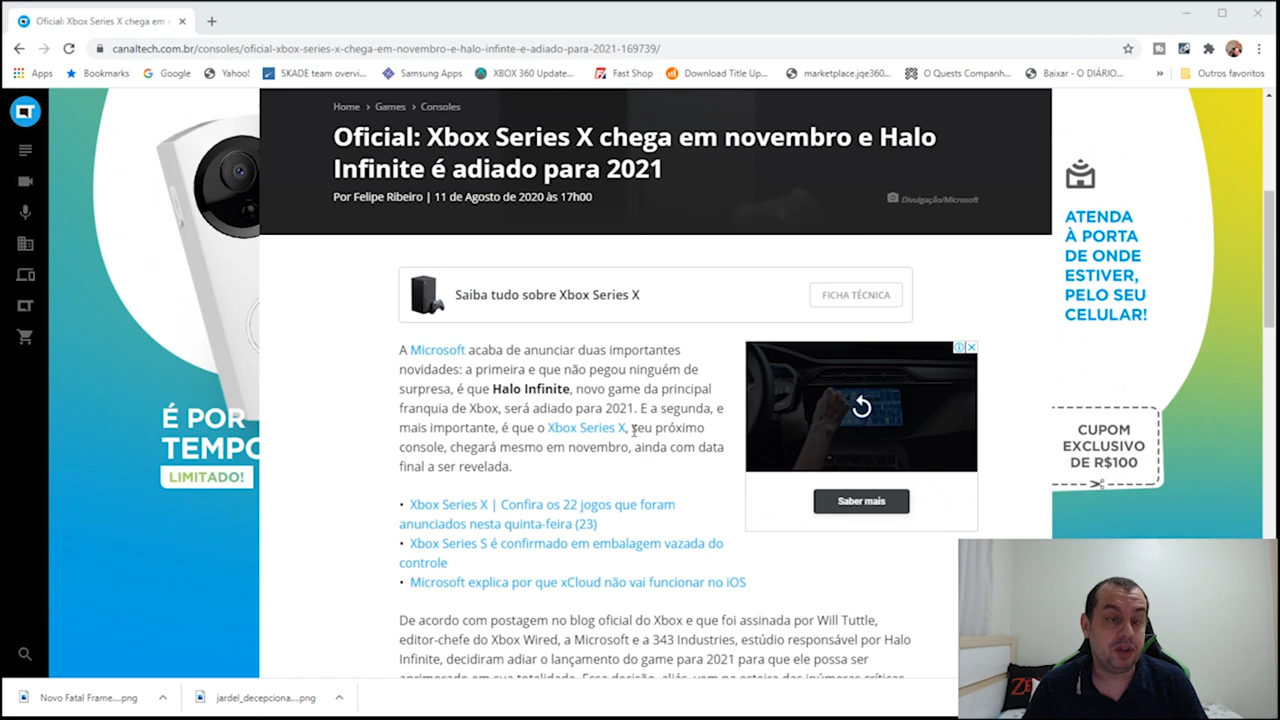 Oficial: Xbox Series X chega em n
canaltech.com.br/consoles/oficial-xbox-series-x-chega-em-novembro-e-halo-infinte-e-adiado-para-2021-169739/
Apps
Bookmarks
Google
Yahoo!
SKADE team overvi...
Samsung Apps
XBOX 360 Update...
Fast Shop
Download Title Up...
marketplace.jqe360...
O Quests Companh...
Baixar - O DIÁRIO...
»
Outros favoritos
Home > Games > Consoles
Oficial: Xbox Series X chega em novembro e Halo
Infinite é adiado para 2021
Por Felipe Ribeiro | 11 de Agosto de 2020 às 17h00
Divulgação/Microsoft
Saiba tudo sobre Xbox Series X
FICHA TÉCNICA
A Microsoft acaba de anunciar duas importantes
novidades: a primeira e que não pegou ninguém de
surpresa, é que Halo Infinite, novo game da principal
franquia de Xbox, será adiado para 2021. E a segunda, e
mais importante, é que o Xbox Series X, seu próximo
console, chegará mesmo em novembro, ainda com data
final a ser revelada.
• Xbox Series X | Confira os 22 jogos que foram
anunciados nesta quinta-feira (23)
• Xbox Series S é confirmado em embalagem vazada do
controle
• Microsoft explica por que xCloud não vai funcionar no iOS
De acordo com postagem no blog oficial do Xbox e que foi assinada por Will Tuttle,
editor-chefe do Xbox Wired, a Microsoft e a 343 Industries, estúdio responsável por Halo
Infinite, decidiram adiar o lançamento do game para 2021 para que ele possa ser
Saber mais
É POR
TEMPO
LIMITADO!
ATENDA
À PORTA
DE ONDE
ESTIVER,
PELO SEU
CELULAR!
CUPOM
EXCLUSIVO
DE R$100
Novo Fatal Frame....png
jardel_decepciona....png